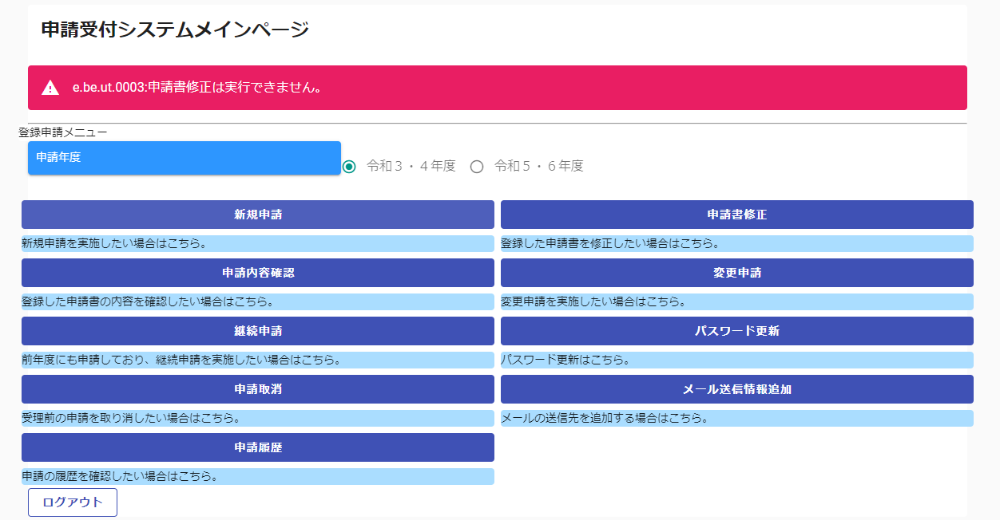 申請受付システムメインページ
e.be.ut.0003:申請書修正は実行できません。
登録申請メニュー
申請年度
令和３・４年度 令和５・６年度
新規申請 申請書修正
新規申請を実施したい場合はこちら。 登録した申請書を修正したい場合はこちら。
申請内容確認 変更申請
登録した申請書の内容を確認したい場合はこちら。 変更申請を実施したい場合はこちら。
継続申請 パスワード更新
前年度にも申請しており、継続申請を実施したい場合はこちら。 パスワード更新はこちら。
申請取消 メール送信情報追加
受理前の申請を取り消したい場合はこちら。 メールの送信先を追加する場合はこちら。
申請履歴
申請の履歴を確認したい場合はこちら。
ログアウト